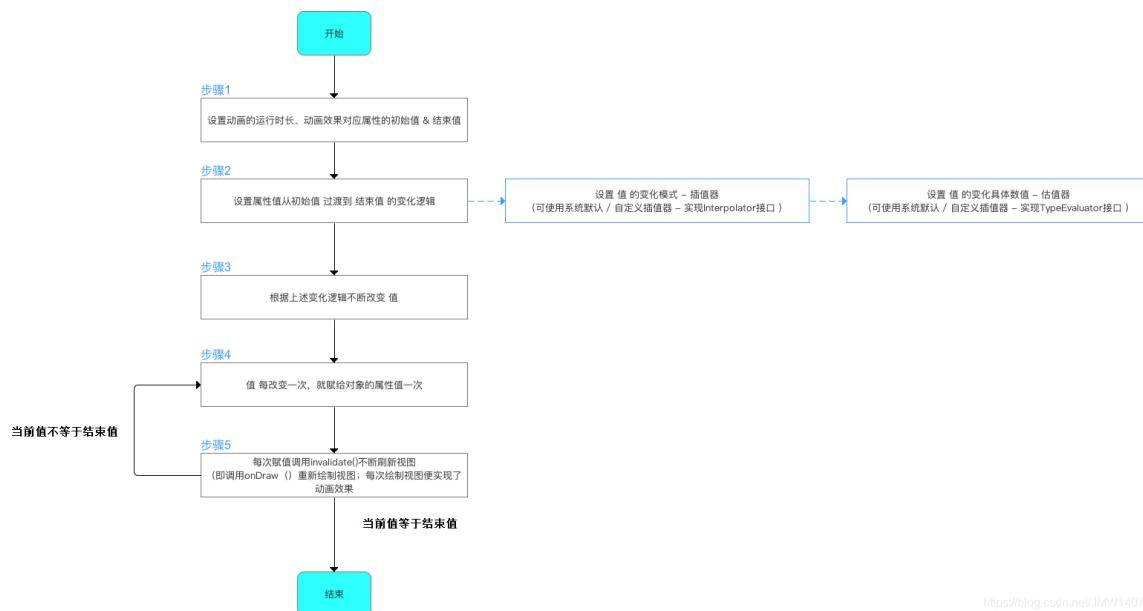 开始
步骤1
设置动画的运行时长、动画效果对应属性的初始值 & 结束值
步骤2
设置属性值从初始值 过渡到 结束值 的变化逻辑
设置 值 的变化模式 - 插值器
(可使用系统默认 / 自定义插值器 - 实现Interpolator接口 )
设置 值 的变化具体数值 - 估值器
(可使用系统默认 / 自定义插值器 - 实现TypeEvaluator接口 )
步骤3
根据上述变化逻辑不断改变 值
步骤4
值 每改变一次，就赋给对象的属性值一次
当前值不等于结束值
步骤5
每次赋值调用invalidate()不断刷新视图
(即调用onDraw（）重新绘制视图；每次绘制视图便实现了
动画效果
当前值等于结束值
结束
https://blog.csdn.net/JMW1407